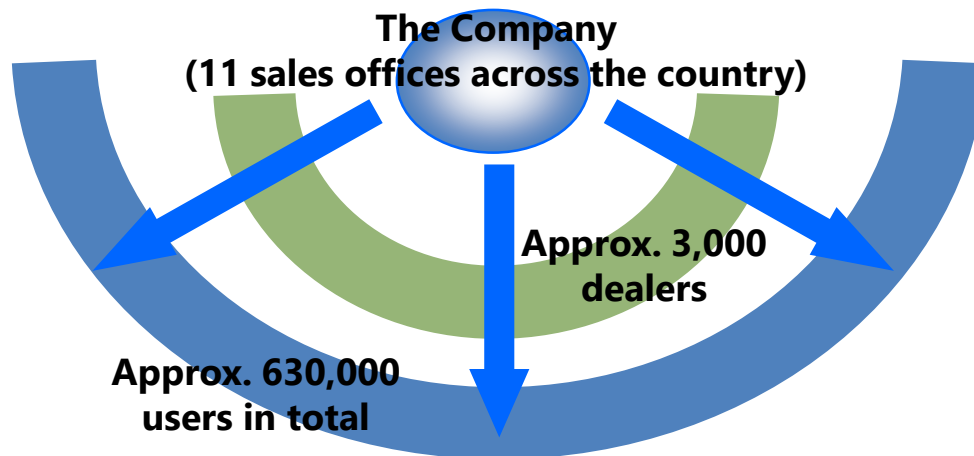 The Company
(11 sales offices across the country)
Approx. 3,000
dealers
Approx. 630,000
users in total